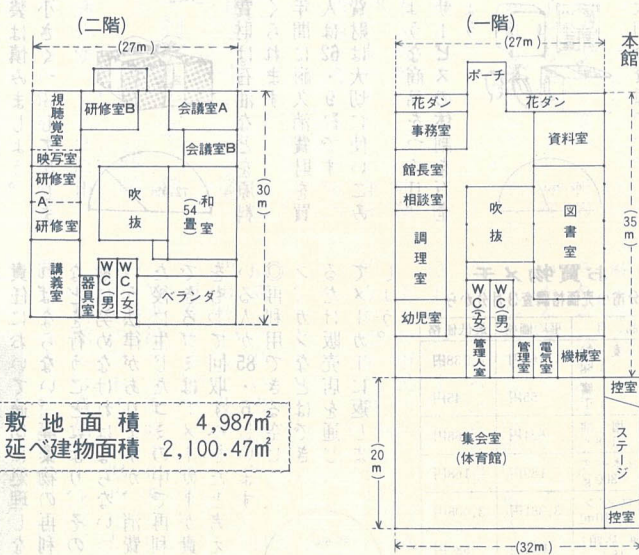 本館
(一階)
(27m)
ポーチ
花ダン
花ダン
事務室
資料室
館長室
相談室
吹抜
図書室
調理室
(35m)
WC(女)
WC(男)
幼児室
管理人室
管理室
電気室
機械室
控室
(20m)
集会室
(体育館)
ステージ
控室
(32m)
(二階)
(27m)
視聴覚室
研修室B
会議室A
映写室
会議室B
研修室
(A)
研修室
吹抜
和室
(54畳)
(30m)
講義室
器具室
WC(男)
WC(女)
ベランダ
敷地面積 4,987㎡
延べ建物面積 2,100.47㎡